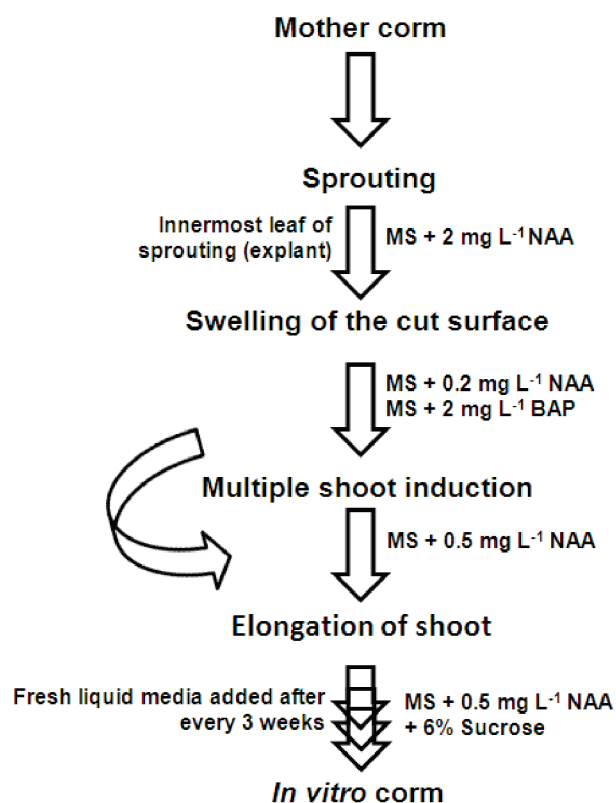 Mother corm
Sprouting
Innermost leaf of
sprouting (explant)
MS + 2 mg L⁻¹ NAA
Swelling of the cut surface
MS + 0.2 mg L⁻¹ NAA
MS + 2 mg L⁻¹ BAP
Multiple shoot induction
MS + 0.5 mg L⁻¹ NAA
Elongation of shoot
Fresh liquid media added after
every 3 weeks
MS + 0.5 mg L⁻¹ NAA
+ 6% Sucrose
In vitro corm